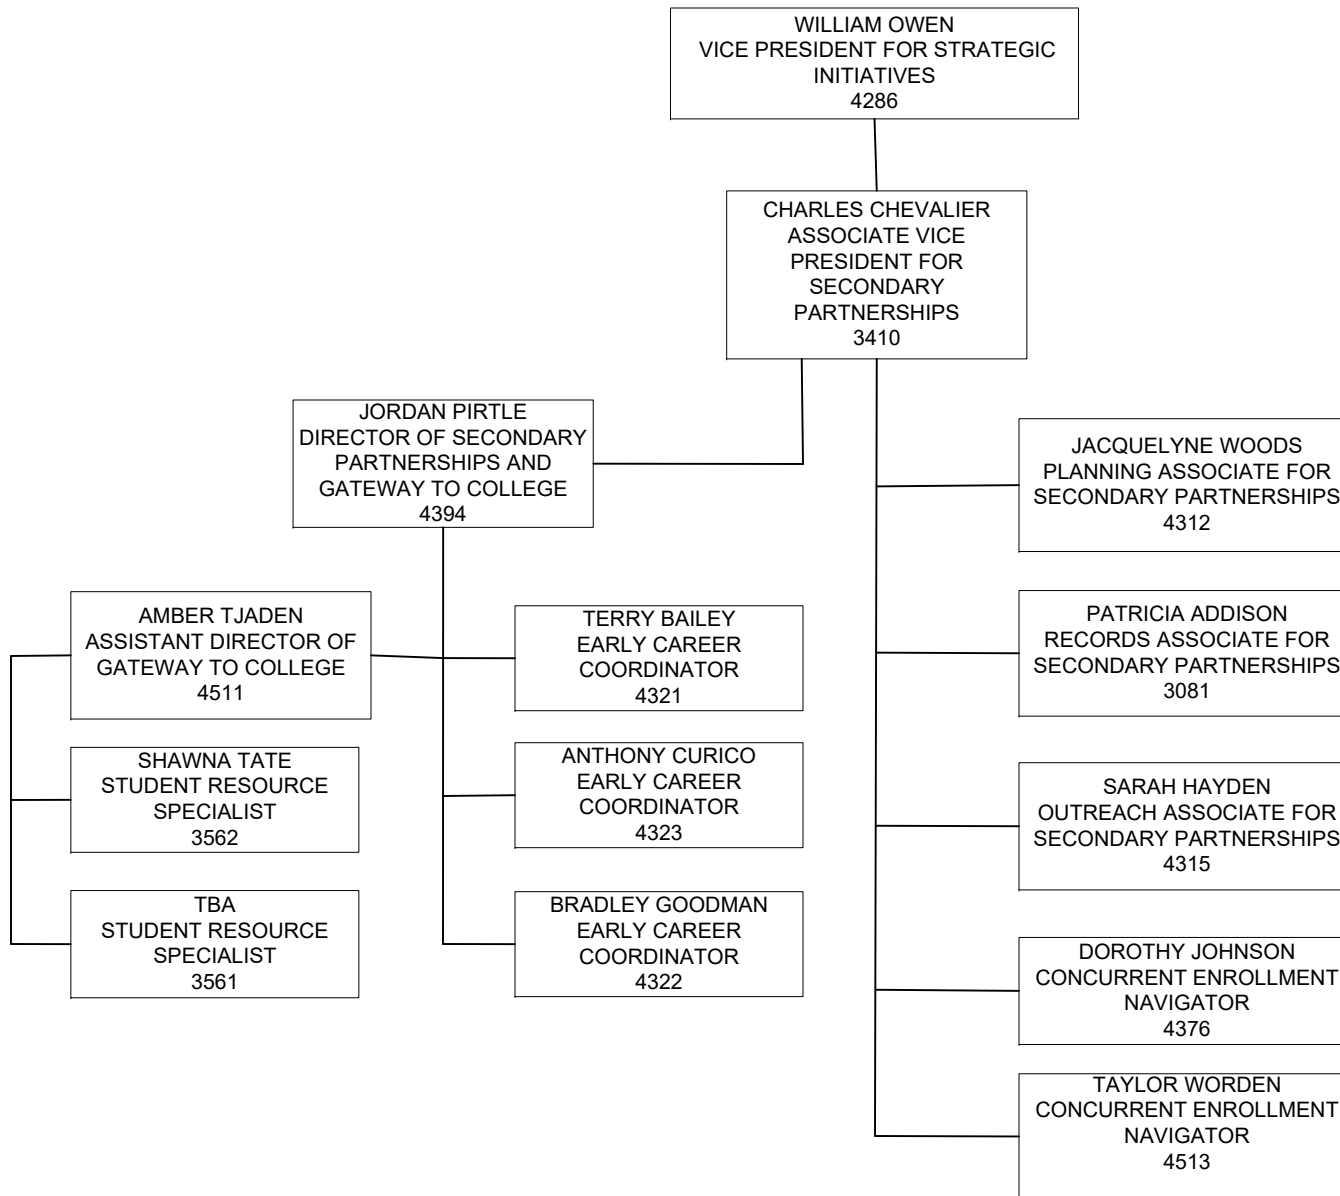 WILLIAM OWEN
VICE PRESIDENT FOR STRATEGIC
INITIATIVES
4286
CHARLES CHEVALIER
ASSOCIATE VICE
PRESIDENT FOR
SECONDARY
PARTNERSHIPS
3410
JORDAN PIRTLE
DIRECTOR OF SECONDARY
PARTNERSHIPS AND
GATEWAY TO COLLEGE
4394
AMBER TJADEN
ASSISTANT DIRECTOR OF
GATEWAY TO COLLEGE
4511
SHAWNA TATE
STUDENT RESOURCE
SPECIALIST
3562
TBA
STUDENT RESOURCE
SPECIALIST
3561
TERRY BAILEY
EARLY CAREER
COORDINATOR
4321
ANTHONY CURICO
EARLY CAREER
COORDINATOR
4323
BRADLEY GOODMAN
EARLY CAREER
COORDINATOR
4322
JACQUELYNE WOODS
PLANNING ASSOCIATE FOR
SECONDARY PARTNERSHIPS
4312
PATRICIA ADDISON
RECORDS ASSOCIATE FOR
SECONDARY PARTNERSHIPS
3081
SARAH HAYDEN
OUTREACH ASSOCIATE FOR
SECONDARY PARTNERSHIPS
4315
DOROTHY JOHNSON
CONCURRENT ENROLLMENT
NAVIGATOR
4376
TAYLOR WORDEN
CONCURRENT ENROLLMENT
NAVIGATOR
4513